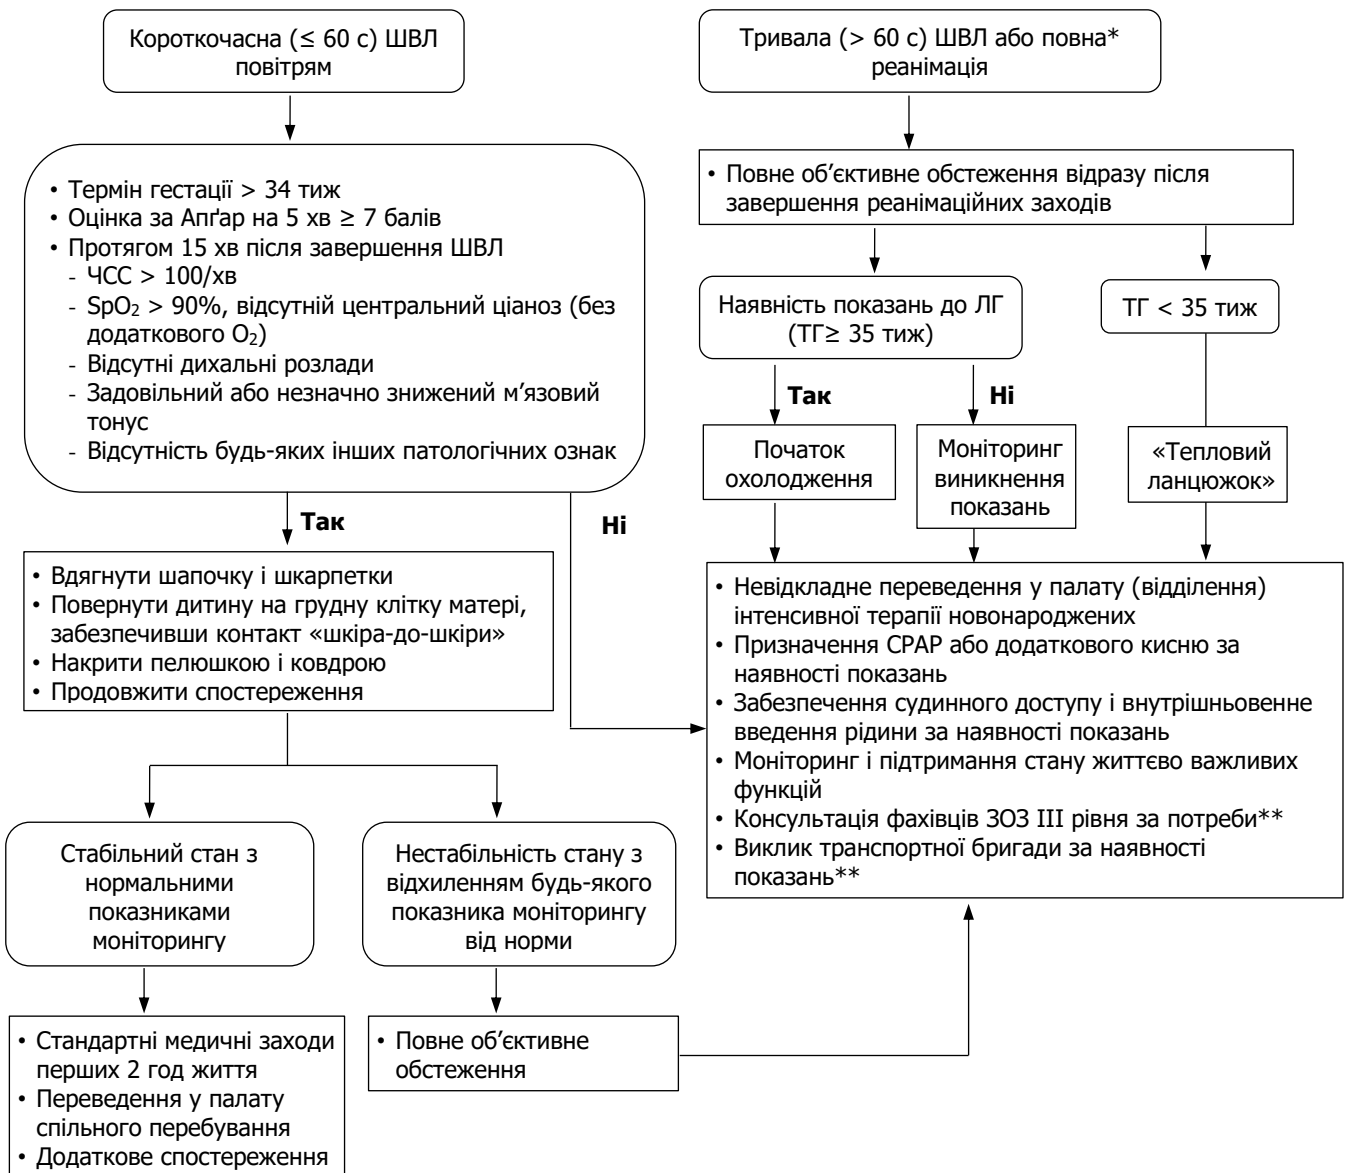 Короткочасна (≤ 60 с) ШВЛ
повітрям
Тривала (> 60 с) ШВЛ або повна*
реанімація
• Термін гестації > 34 тиж
• Оцінка за Апґар на 5 хв ≥ 7 балів
• Протягом 15 хв після завершення ШВЛ
- ЧСС > 100/хв
- SpO₂ > 90%, відсутній центральний ціаноз (без
додаткового O₂)
- Відсутні дихальні розлади
- Задовільний або незначно знижений м’язовий
тонус
- Відсутність будь-яких інших патологічних ознак
• Повне об’єктивне обстеження відразу після
завершення реанімаційних заходів
Наявність показань до ЛГ
(ТГ≥ 35 тиж)
ТГ < 35 тиж
Так
Ні
Початок
охолодження
Моніторинг
виникнення
показань
«Тепловий
ланцюжок»
Так
Ні
• Вдягнути шапочку і шкарпетки
• Повернути дитину на грудну клітку матері,
забезпечивши контакт «шкіра-до-шкіри»
• Накрити пелюшкою і ковдрою
• Продовжити спостереження
• Невідкладне переведення у палату (відділення)
інтенсивної терапії новонароджених
• Призначення CPAP або додаткового кисню за
наявності показань
• Забезпечення судинного доступу і внутрішньовенне
введення рідини за наявності показань
• Моніторинг і підтримання стану життєво важливих
функцій
• Консультація фахівців ЗОЗ III рівня за потреби**
• Виклик транспортної бригади за наявності
показань**
Стабільний стан з
нормальними
показниками
моніторингу
Нестабільність стану з
відхиленням будь-якого
показника моніторингу
від норми
• Стандартні медичні заходи
перших 2 год життя
• Переведення у палату
спільного перебування
• Додаткове спостереження
• Повне об’єктивне
обстеження